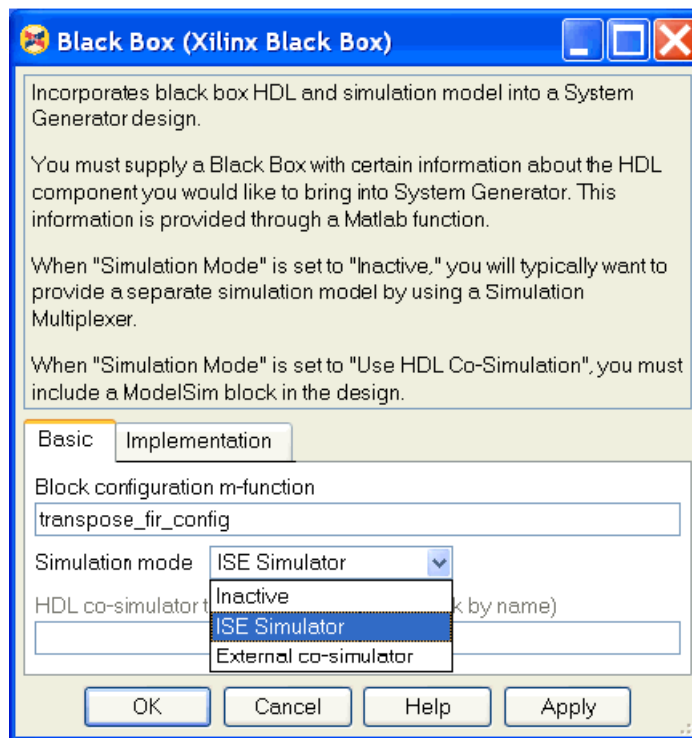 Black Box (Xilinx Black Box)
Incorporates black box HDL and simulation model into a System
Generator design.
You must supply a Black Box with certain information about the HDL
component you would like to bring into System Generator. This
information is provided through a Matlab function.
When "Simulation Mode" is set to "Inactive," you will typically want to
provide a separate simulation model by using a Simulation
Multiplexer.
When "Simulation Mode" is set to "Use HDL Co-Simulation", you must
include a ModelSim block in the design.
Basic Implementation
Block configuration m-function
transpose_fir_config
Simulation mode ISE Simulator
Inactive
HDL co-simulator by name)
ISE Simulator
External co-simulator
OK Cancel Help Apply